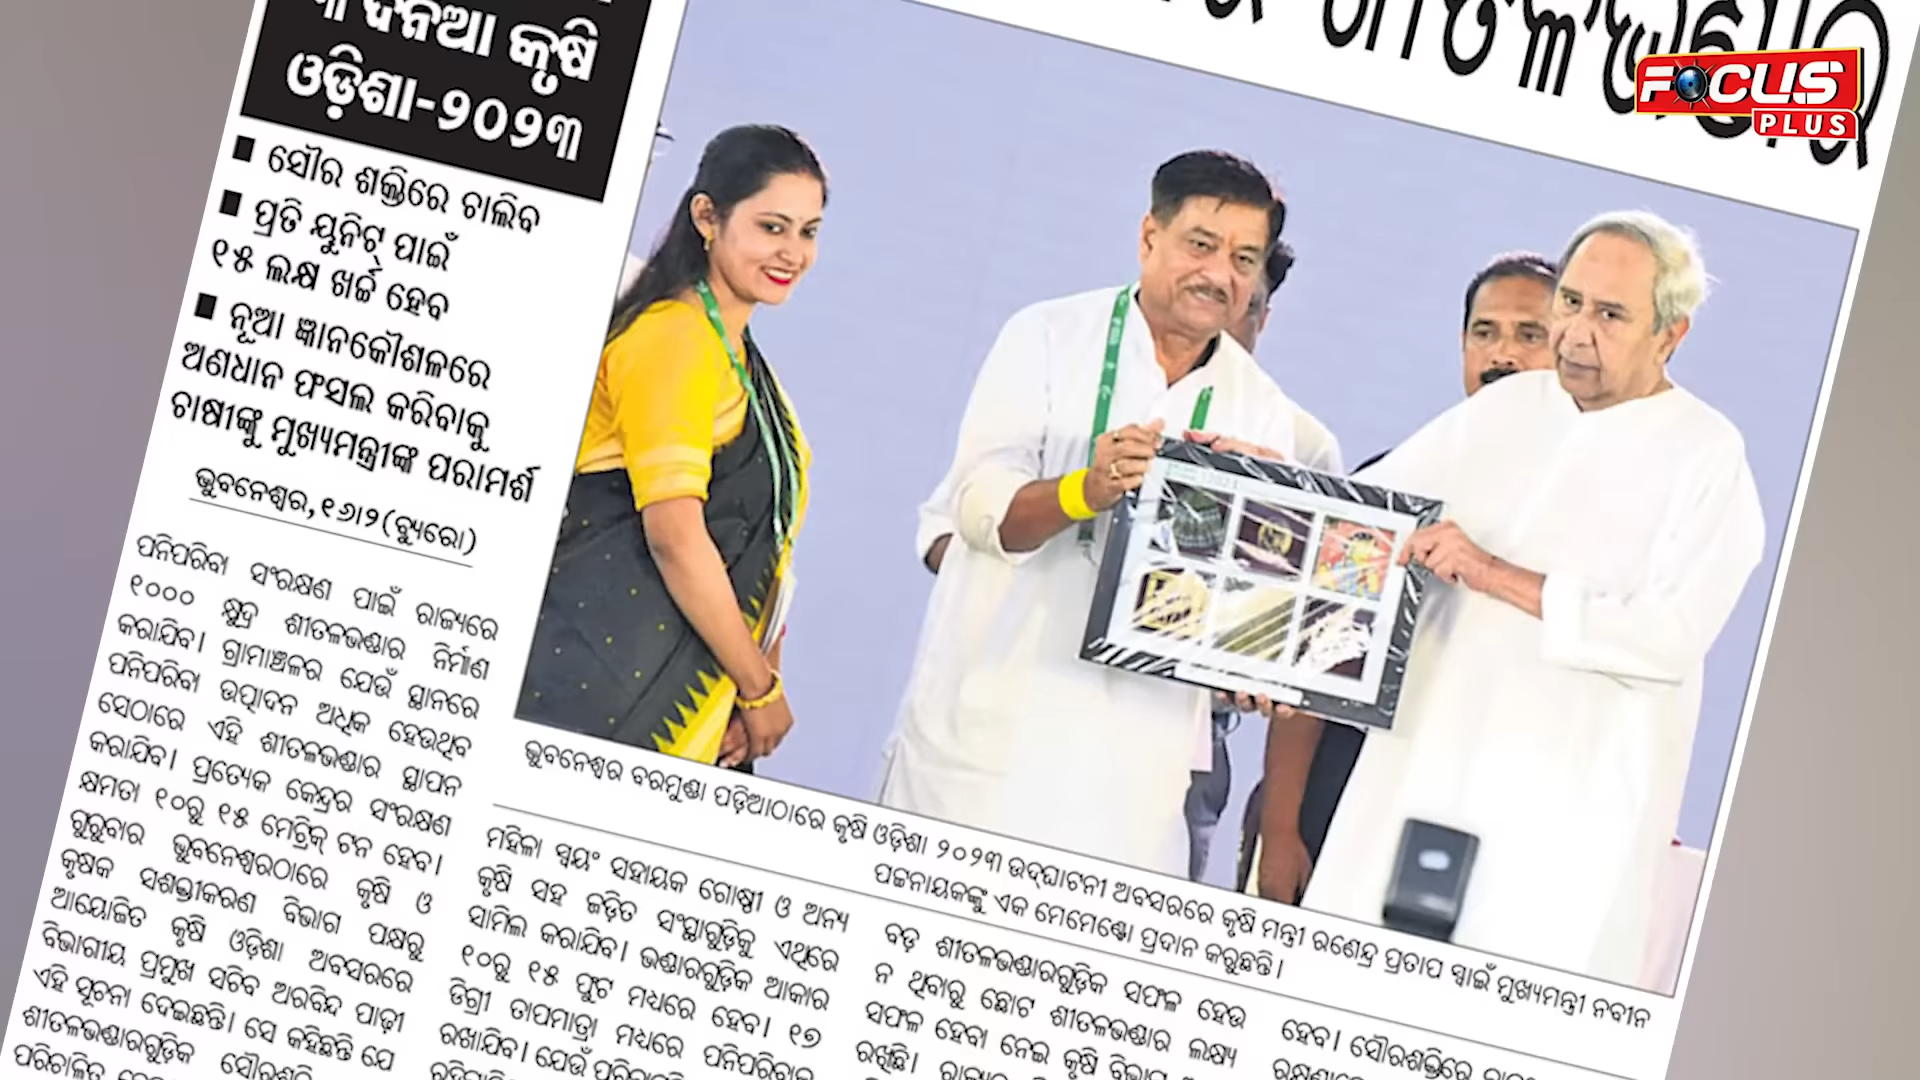 ଶୀତଳଭଣ୍ଡାର
FOCUS
PLUS
୩ ଦିନିଆ କୃଷି
ଓଡ଼ିଶା-୨୦୨୩
■ ସୌର ଶକ୍ତିରେ ଚାଲିବ
■ ପ୍ରତି ୟୁନିଟ୍ ପାଇଁ
୧୫ ଲକ୍ଷ ଖର୍ଚ୍ଚ ହେବ
■ ନୂଆ ଜ୍ଞାନକୌଶଳରେ
ଅଣଧାନ ଫସଲ କରିବାକୁ
ଚାଷୀଙ୍କୁ ମୁଖ୍ୟମନ୍ତ୍ରୀଙ୍କ ପରାମର୍ଶ
ଭୁବନେଶ୍ୱର,୧୬।୨(ବ୍ୟୁରୋ)
ପନିପରିବା ସଂରକ୍ଷଣ ପାଇଁ ରାଜ୍ୟରେ
୧୦୦୦ କ୍ଷୁଦ୍ର ଶୀତଳଭଣ୍ଡାର ନିର୍ମାଣ
କରାଯିବ। ଗ୍ରାମାଞ୍ଚଳର ଯେଉଁ ସ୍ଥାନରେ
ପନିପରିବା ଉତ୍ପାଦନ ଅଧିକ ହେଉଥିବ
ସେଠାରେ ଏହି ଶୀତଳଭଣ୍ଡାର ସ୍ଥାପନ
କରାଯିବ। ପ୍ରତ୍ୟେକ କେନ୍ଦ୍ରର ସଂରକ୍ଷଣ
କ୍ଷମତା ୧୦ରୁ ୧୫ ମେଟ୍ରିକ୍ ଟନ ହେବ।
ଗୁରୁବାର ଭୁବନେଶ୍ୱରଠାରେ କୃଷି ଓ
କୃଷକ ସଶକ୍ତୀକରଣ ବିଭାଗ ପକ୍ଷରୁ
ଆୟୋଜିତ କୃଷି ଓଡ଼ିଶା ଅବସରରେ
ବିଭାଗୀୟ ପ୍ରମୁଖ ସଚିବ ଅରବିନ୍ଦ ପାଢ଼ୀ
ଏହି ସୂଚନା ଦେଇଛନ୍ତି। ସେ କହିଛନ୍ତି ଯେ
ଶୀତଳଭଣ୍ଡାରଗୁଡ଼ିକ ସୌରଶକ୍ତି
ପରିଚାଳିତ
ଭୁବନେଶ୍ୱର ବରମୁଣ୍ଡା ପଡ଼ିଆଠାରେ କୃଷି ଓଡ଼ିଶା ୨୦୨୩ ଉଦ୍‌ଘାଟନୀ ଅବସରରେ କୃଷି ମନ୍ତ୍ରୀ ରଣେନ୍ଦ୍ର ପ୍ରତାପ ସ୍ୱାଇଁ ମୁଖ୍ୟମନ୍ତ୍ରୀ ନବୀନ
ପଟ୍ଟନାୟକଙ୍କୁ ଏକ ମେମେଣ୍ଟୋ ପ୍ରଦାନ କରୁଛନ୍ତି।
ମହିଳା ସ୍ୱୟଂ ସହାୟକ ଗୋଷ୍ଠୀ ଓ ଅନ୍ୟ
କୃଷି ସହ ଜଡ଼ିତ ସଂସ୍ଥାଗୁଡ଼ିକୁ ଏଥିରେ
ସାମିଲ କରାଯିବ। ଭଣ୍ଡାରଗୁଡ଼ିକ ଆକାର
୧୦ରୁ ୧୫ ଫୁଟ ମଧ୍ୟରେ ହେବ। ୧୭
ଡିଗ୍ରୀ ତାପମାତ୍ରା ମଧ୍ୟରେ ପନିପରିବାକୁ
ରଖାଯିବ। ଯେଉଁ
ବଡ଼ ଶୀତଳଭଣ୍ଡାରଗୁଡ଼ିକ ସଫଳ ହେଉ
ନ ଥିବାରୁ ଛୋଟ ଶୀତଳଭଣ୍ଡାର ଲକ୍ଷ୍ୟ
ସଫଳ ହେବା ନେଇ କୃଷି ବିଭାଗ
ରଖିଛି।
ହେବ। ସୌରଶକ୍ତିରେ